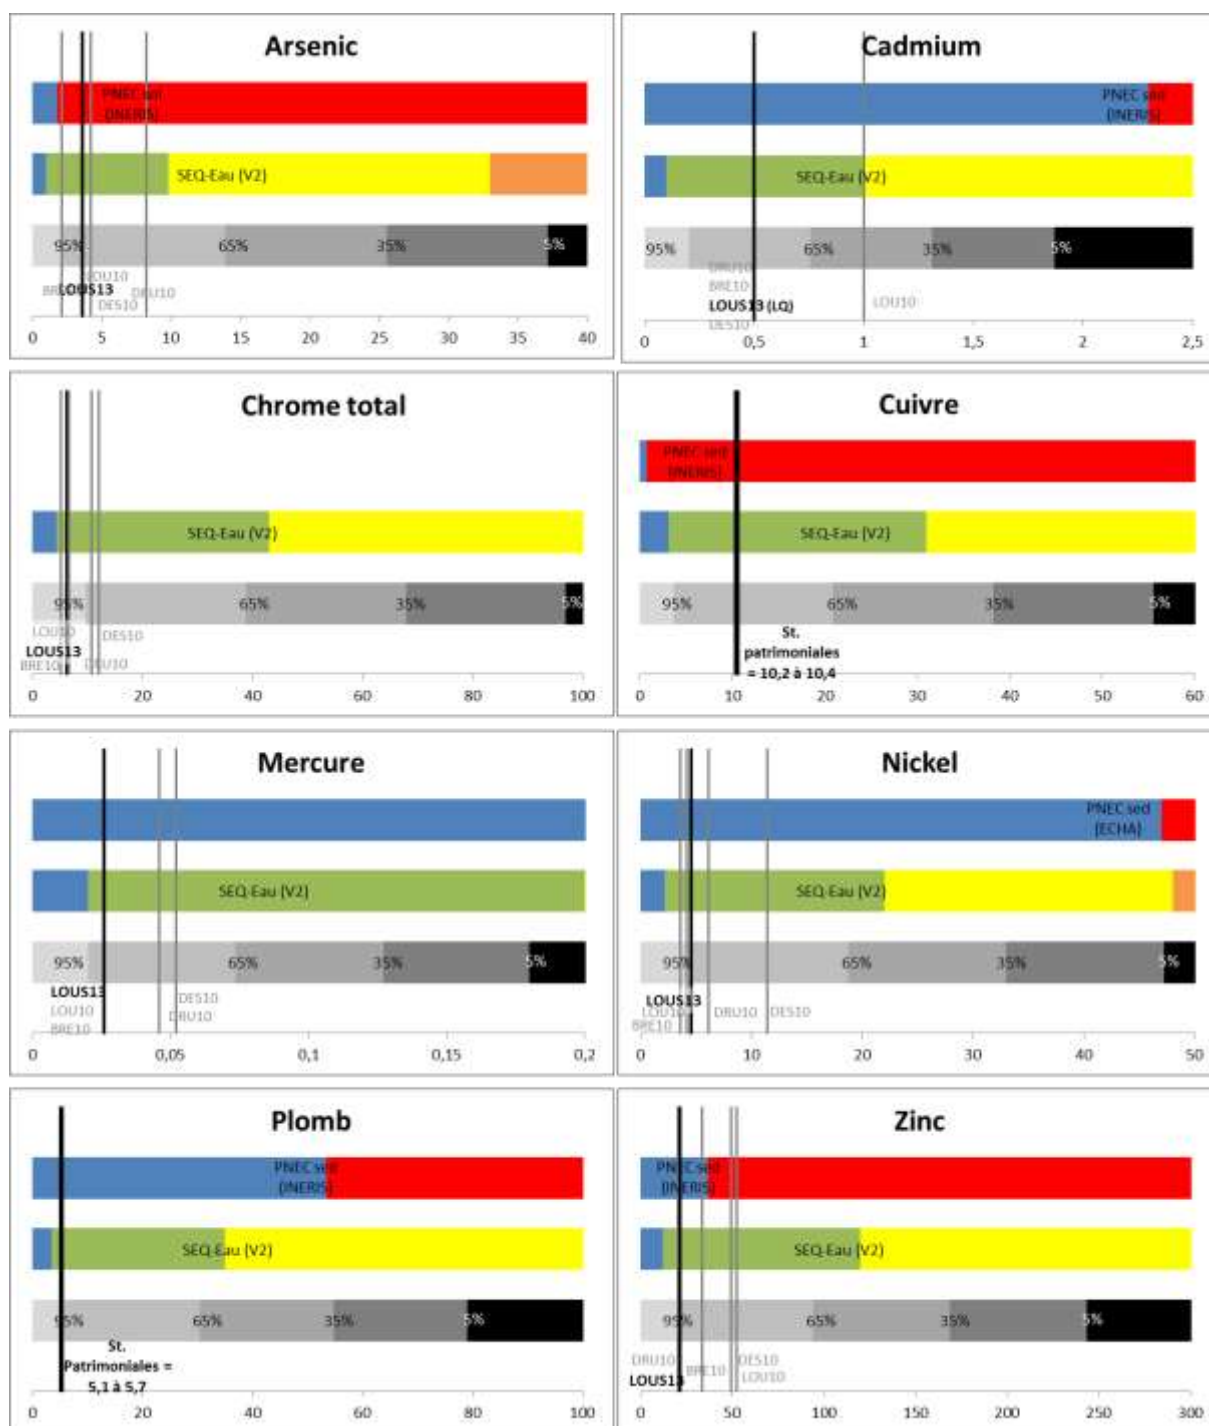 Arsenic
PNEC sol
(INERIS)
SEQ-Eau (V2)
95% 65% 35% 5%
LOU10
LOUS13 DRU10
DES10
0 5 10 15 20 25 30 35 40
Cadmium
PNEC sed
(INERIS)
SEQ-Eau (V2)
95% 65% 35% 5%
DRU10
BRE10
LOUS13 (LQ) LOU10
DES10
0 0,5 1 1,5 2 2,5
Chrome total
SEQ-Eau (V2)
95% 65% 35% 5%
LOU10 DES10
LOUS13
BRE10 DRU10
0 20 40 60 80 100
Cuivre
PNEC sed
(INERIS)
SEQ-Eau (V2)
95% 65% 35% 5%
St.
patrimoniales
= 10,2 à 10,4
0 10 20 30 40 50 60
Mercure
SEQ-Eau (V2)
95% 65% 35% 5%
LOUS13 DES10
LOU10 DRU10
BRE10
0 0,05 0,1 0,15 0,2
Nickel
PNEC sed
(ECHA)
SEQ-Eau (V2)
95% 65% 35% 5%
LOUS13
LOU10 DRU10 DES10
BRE10
0 10 20 30 40 50
Plomb
PNEC sed
(INERIS)
SEQ-Eau (V2)
95% 65% 35% 5%
St.
Patrimoniales =
5,1 à 5,7
0 20 40 60 80 100
Zinc
PNEC sed
(INERIS)
SEQ-Eau (V2)
95% 65% 35% 5%
DRU10 BRE10 DES10
LOUS13 LOU10
0 50 100 150 200 250 300